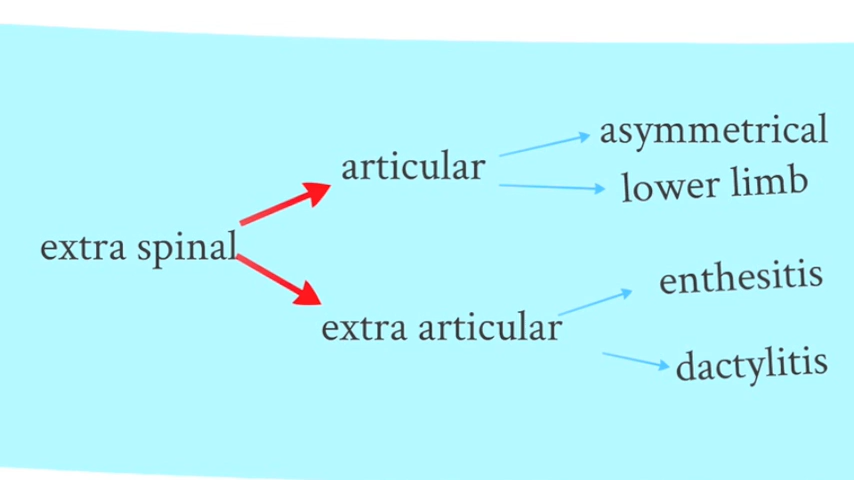 asymmetrical
articular
lower limb
extra spinal
enthesitis
extra articular
dactylitis